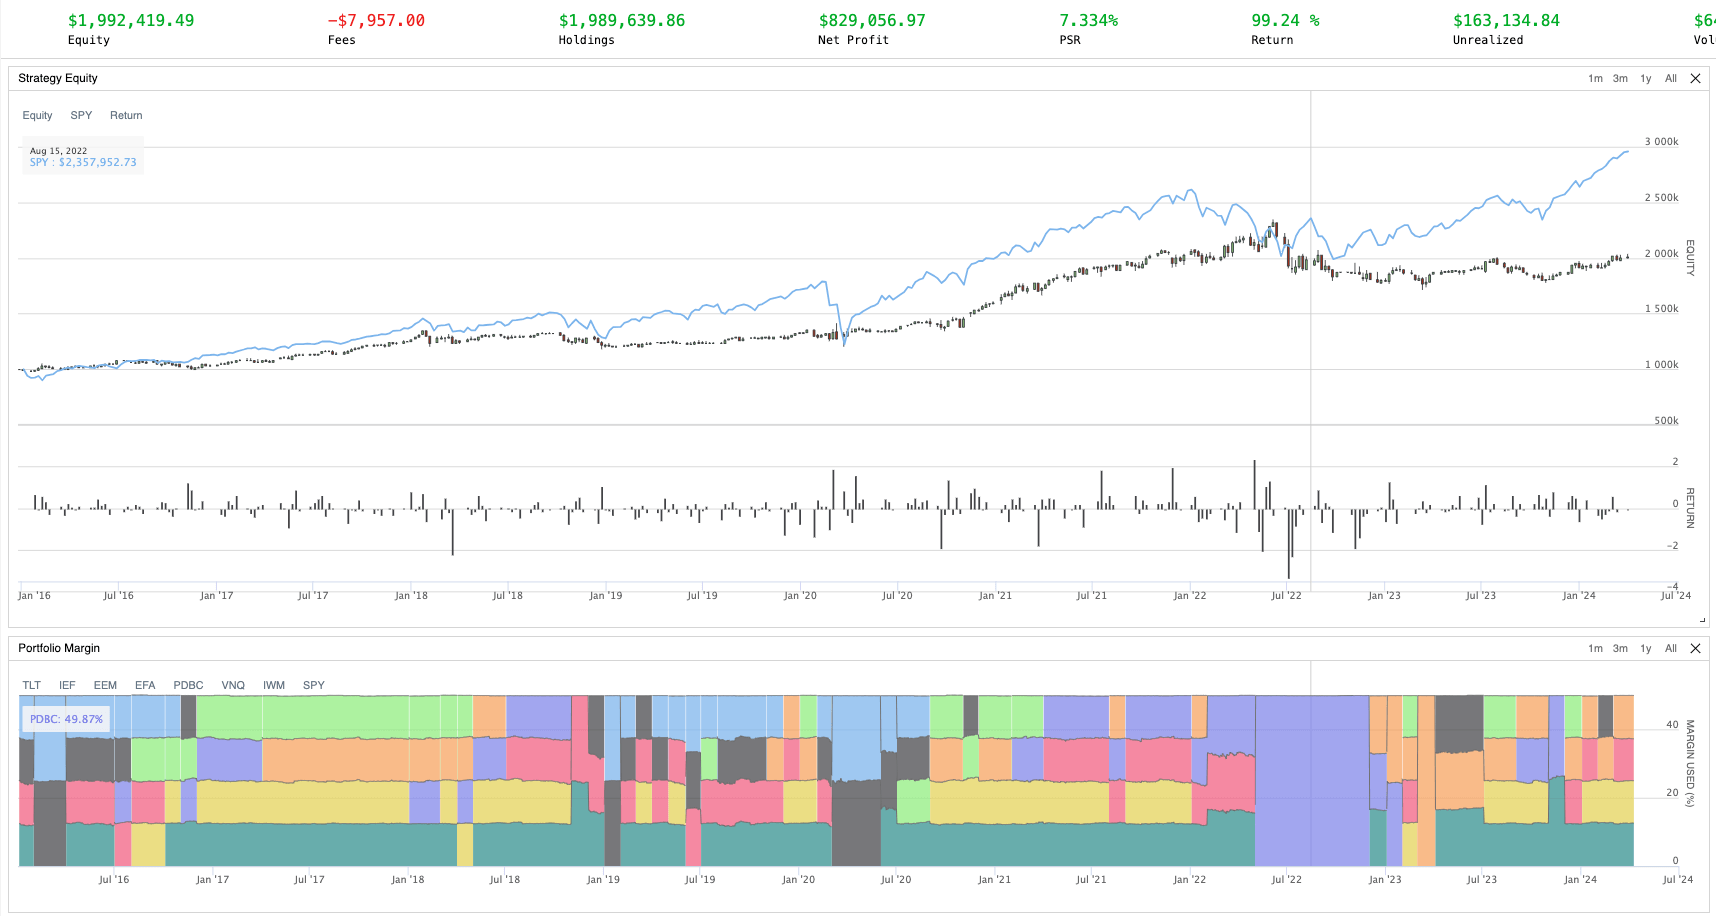 $1,992,419.49 −$7,957.00 $1,989,639.86 $829,056.97 7.334% 99.24 % $163,134.84
Equity Fees Holdings Net Profit PSR Return Unrealized
Strategy Equity 1m 3m 1y All
Equity SPY Return
Aug 15, 2022
SPY : $2,357,952.73
3 000k
2 500k
2 000k
1 500k
1 000k
500k
EQUITY
2
0
−2
−4
RETURN
Jan '16 Jul '16 Jan '17 Jul '17 Jan '18 Jul '18 Jan '19 Jul '19 Jan '20 Jul '20 Jan '21 Jul '21 Jan '22 Jul '22 Jan '23 Jul '23 Jan '24 Jul '24
Portfolio Margin 1m 3m 1y All
TLT IEF EEM EFA PDBC VNQ IWM SPY
PDBC: 49.87%
40
20
0
MARGIN USED (%)
Jul '16 Jan '17 Jul '17 Jan '18 Jul '18 Jan '19 Jul '19 Jan '20 Jul '20 Jan '21 Jul '21 Jan '22 Jul '22 Jan '23 Jul '23 Jan '24 Jul '24